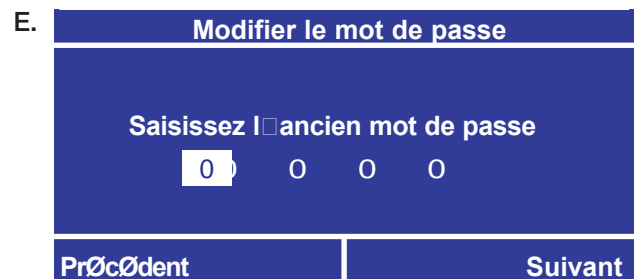 E.
Modifier le mot de passe
Saisissez l□ancien mot de passe
0 0 0 0
PrØcØdent
Suivant